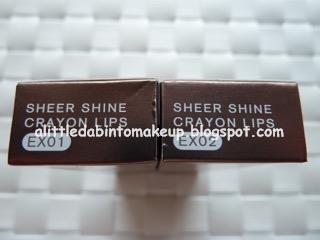 SHEER SHINE
CRAYON LIPS
EX01
SHEER SHINE
CRAYON LIPS
EX02
alittledabintomakeup.blogspot.com